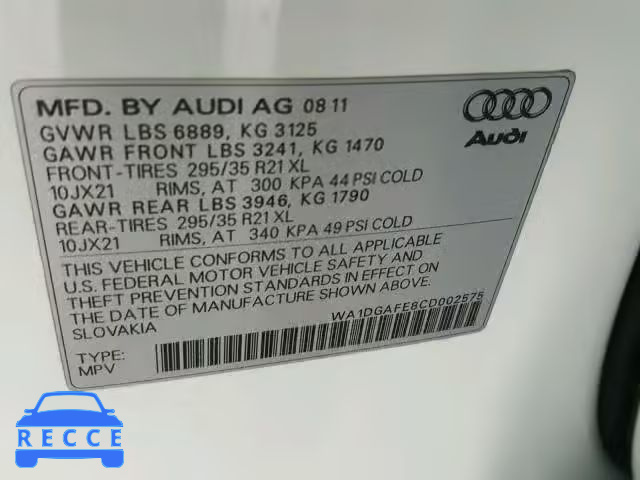 MFD. BY AUDI AG 08 11
GVWR LBS 6889, KG 3125
GAWR FRONT LBS 3241, KG 1470
FRONT-TIRES 295/35 R21 XL
10JX21 RIMS, AT 300 KPA 44 PSI COLD
GAWR REAR LBS 3946, KG 1790
REAR-TIRES 295/35 R21 XL
10JX21 RIMS, AT 340 KPA 49 PSI COLD
Audi
THIS VEHICLE CONFORMS TO ALL APPLICABLE
U.S. FEDERAL MOTOR VEHICLE SAFETY AND
THEFT PREVENTION STANDARDS IN EFFECT ON
THE DATE OF MANUFACTURE SHOWN ABOVE.
SLOVAKIA
WA1DGAFE8CD002575
TYPE:
MPV
RECCE